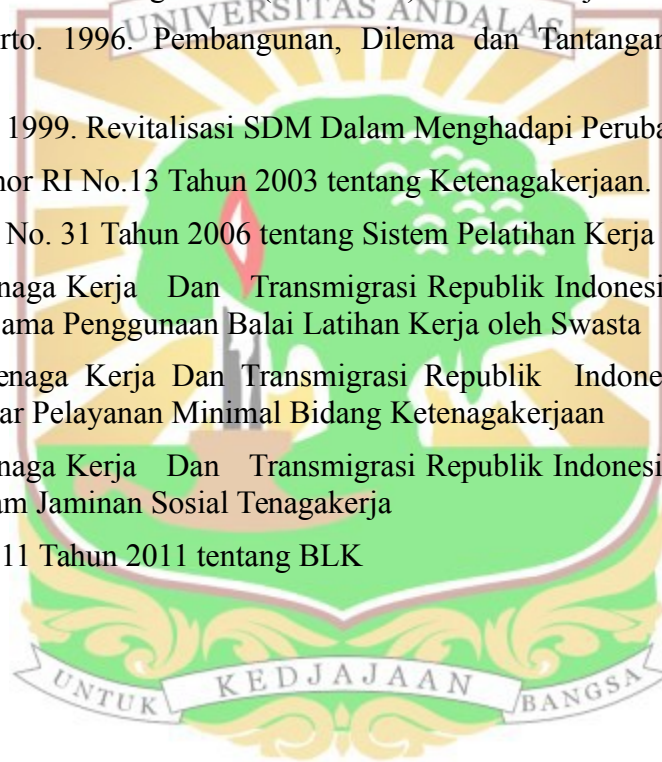 UNIVERSITAS ANDALAS
erto. 1996. Pembangunan, Dilema dan Tantangan
1999. Revitalisasi SDM Dalam Menghadapi Peruba
nor RI No.13 Tahun 2003 tentang Ketenagakerjaan.
No. 31 Tahun 2006 tentang Sistem Pelatihan Kerja
naga Kerja Dan Transmigrasi Republik Indonesi
ama Penggunaan Balai Latihan Kerja oleh Swasta
enaga Kerja Dan Transmigrasi Republik Indone
ar Pelayanan Minimal Bidang Ketenagakerjaan
naga Kerja Dan Transmigrasi Republik Indonesi
am Jaminan Sosial Tenagakerja
11 Tahun 2011 tentang BLK
UNTUK KEDJAJAAN BANGSA